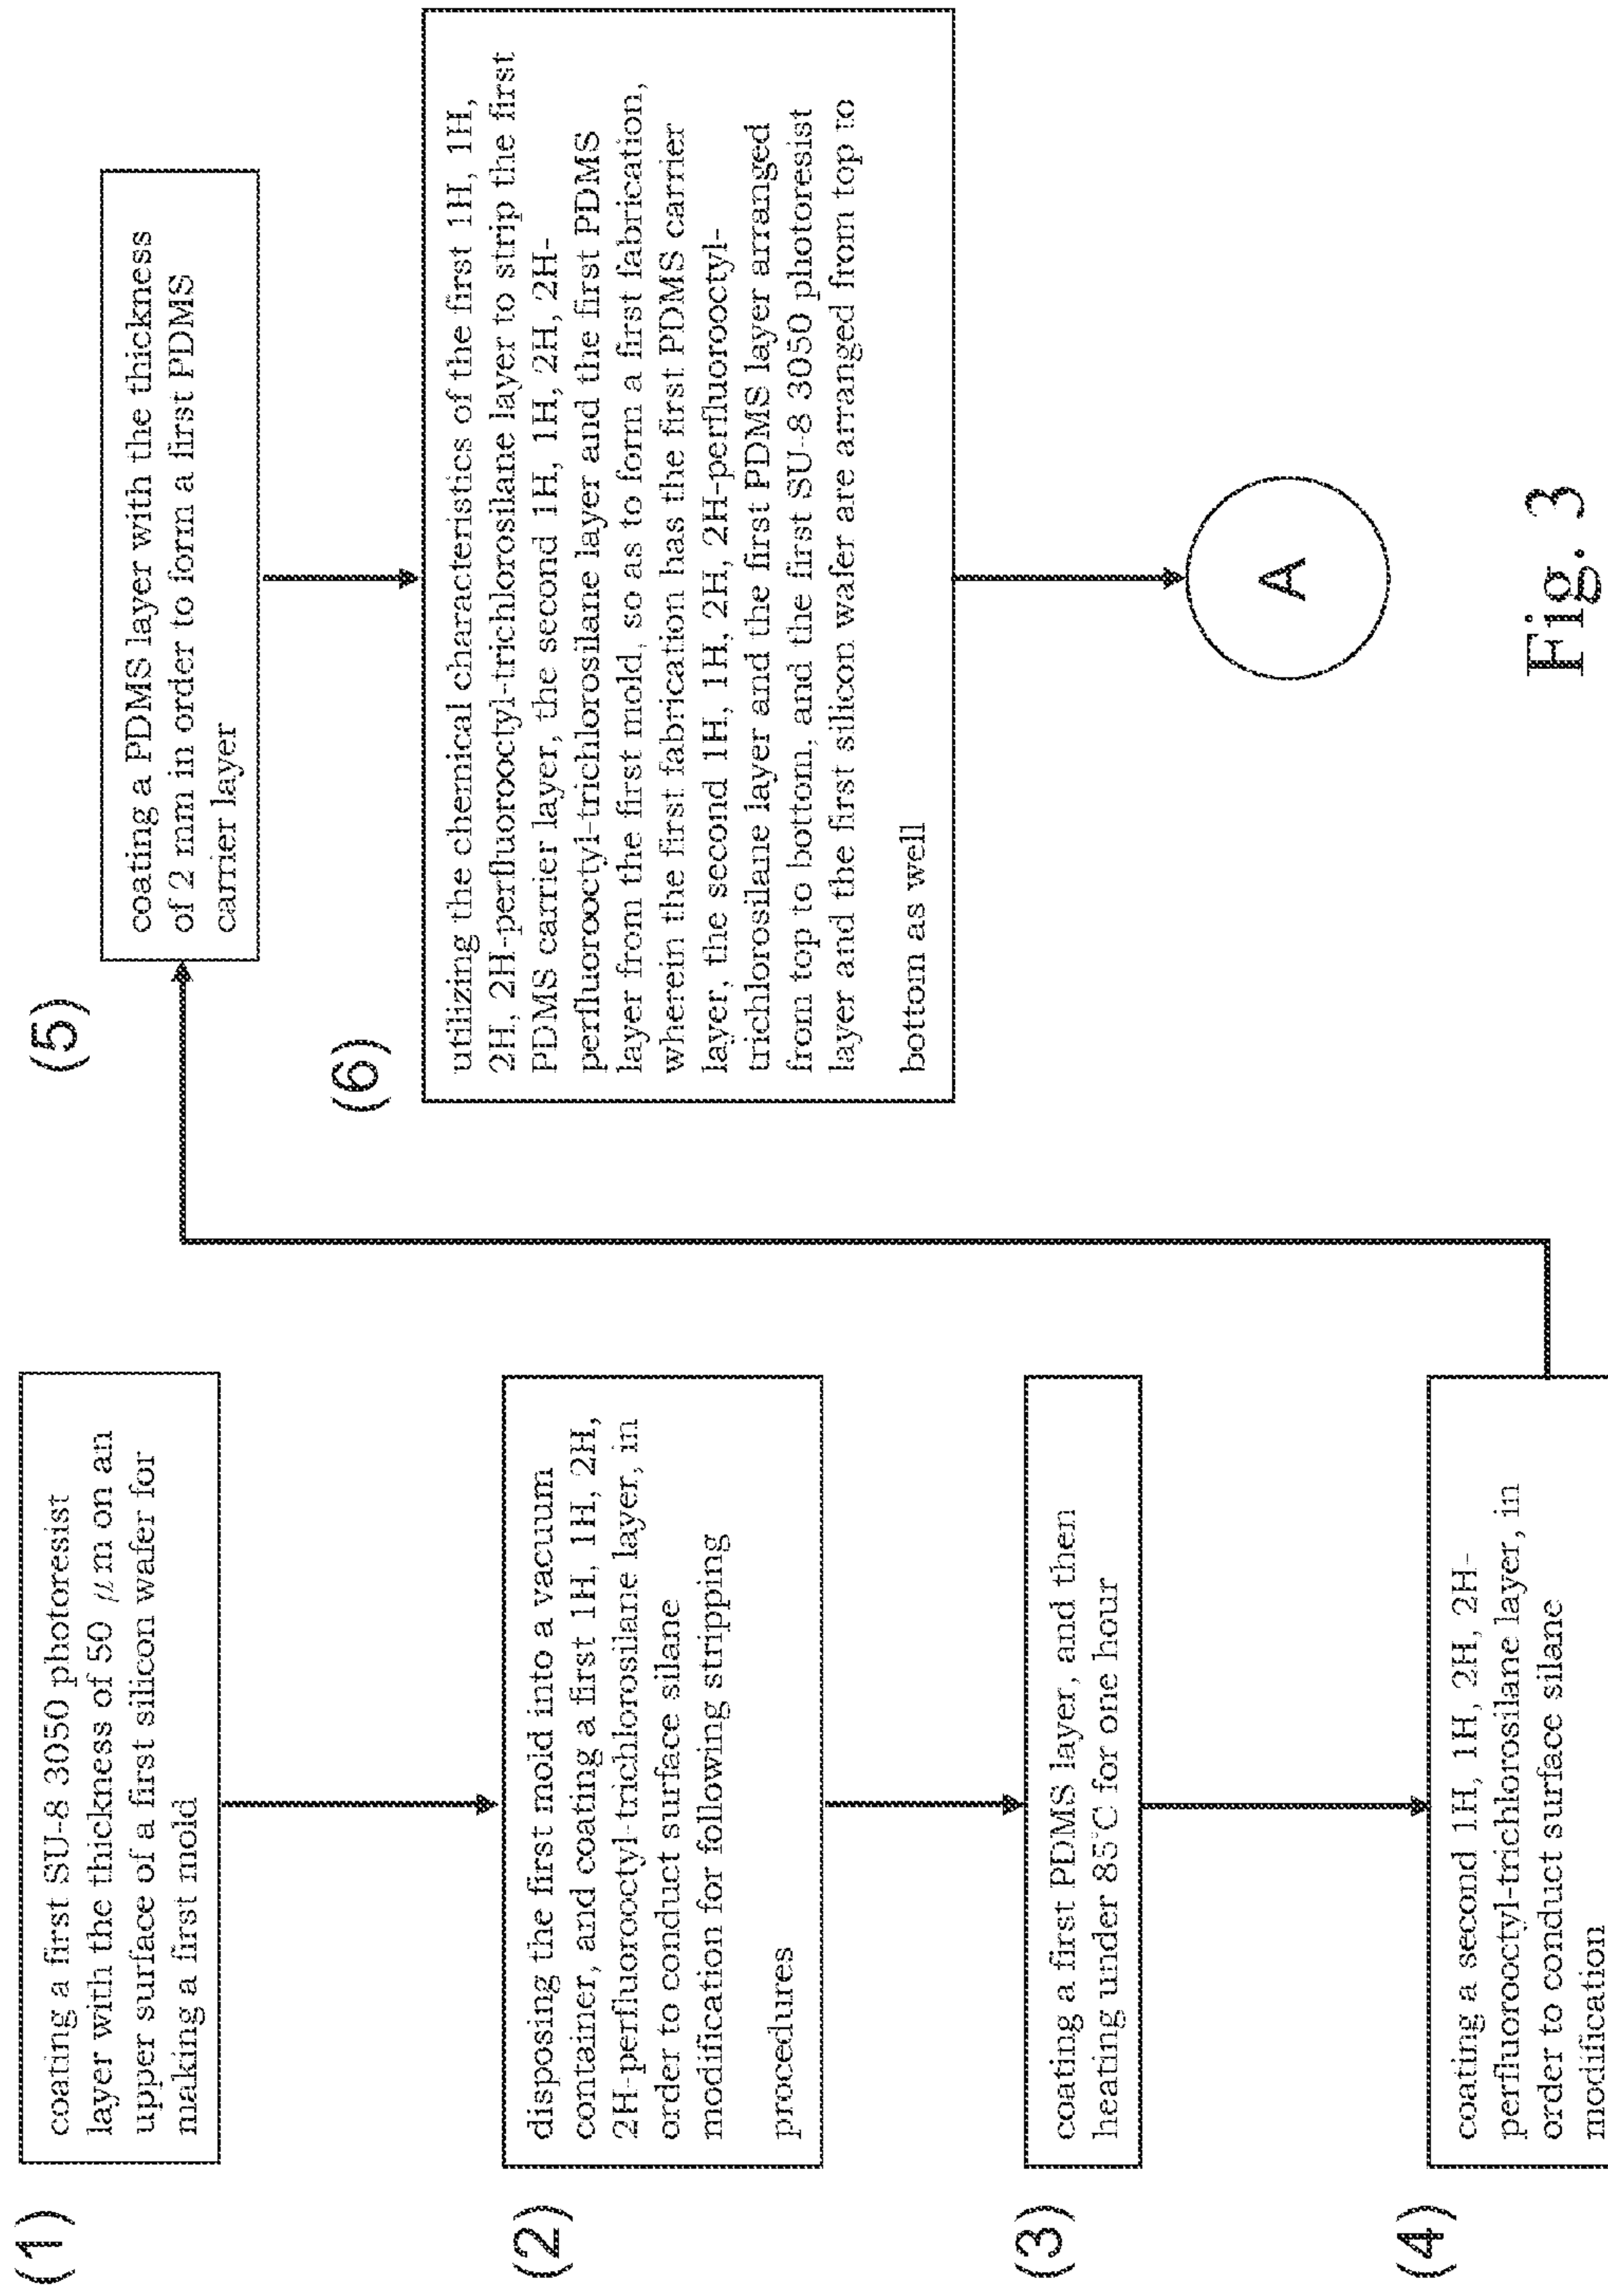 (1)
coating a first SU-8 3050 photoresist
layer with the thickness of 50 μm on an
upper surface of a first silicon wafer for
making a first mold
(2)
disposing the first mold into a vacuum
container, and coating a first 1H, 1H, 2H,
2H-perfluorooctyl-trichlorosilane layer, in
order to conduct surface silane
modification for following stripping
procedures
(3)
coating a first PDMS layer, and then
heating under 85℃ for one hour
(4)
coating a second 1H, 1H, 2H, 2H-
perfluorooctyl-trichlorosilane layer, in
order to conduct surface silane
modification
(5)
coating a PDMS layer with the thickness
of 2 mm in order to form a first PDMS
carrier layer
(6)
utilizing the chemical characteristics of the first 1H, 1H,
2H, 2H-perfluorooctyl-trichlorosilane layer to strip the first
PDMS carrier layer, the second 1H, 1H, 2H, 2H-
perfluorooctyl-trichlorosilane layer and the first PDMS
layer from the first mold, so as to form a first fabrication,
wherein the first fabrication has the first PDMS carrier
layer, the second 1H, 1H, 2H, 2H-perfluorooctyl-
trichlorosilane layer and the first PDMS layer arranged
from top to bottom, and the first SU-8 3050 photoresist
layer and the first silicon wafer are arranged from top to
bottom as well
A
Fig. 3